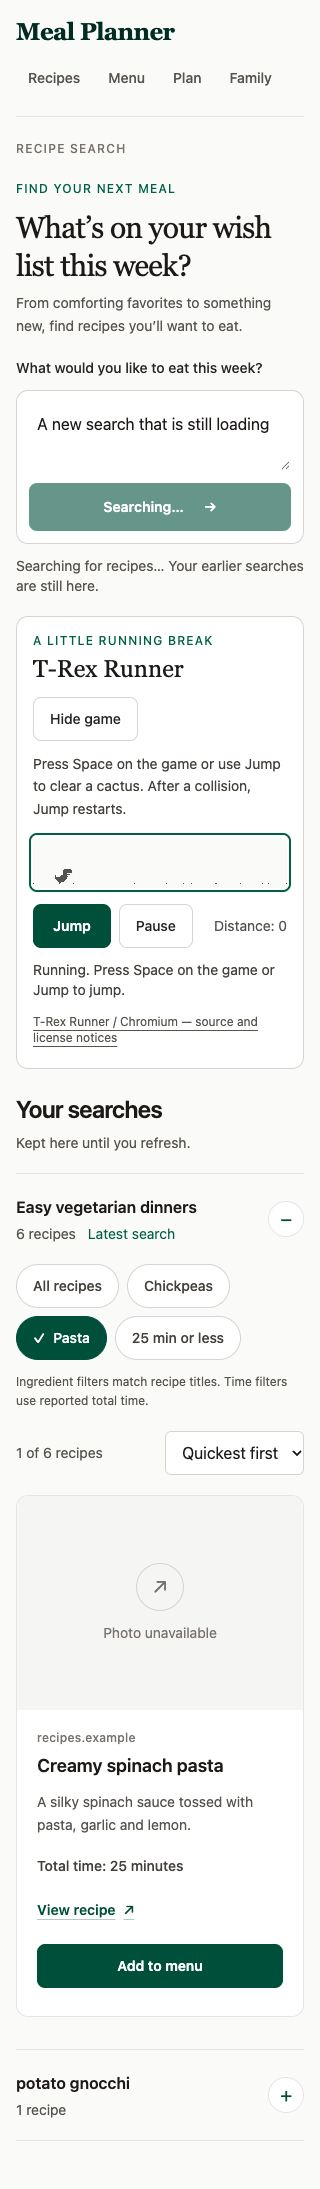 Meal Planner
Recipes Menu Plan Family
RECIPE SEARCH
FIND YOUR NEXT MEAL
What’s on your wish
list this week?
From comforting favorites to something
new, find recipes you’ll want to eat.
What would you like to eat this week?
A new search that is still loading
Searching... →
Searching for recipes... Your earlier searches
are still here.
A LITTLE RUNNING BREAK
T-Rex Runner
Hide game
Press Space on the game or use Jump
to clear a cactus. After a collision,
Jump restarts.
Jump Pause Distance: 0
Running. Press Space on the game or
Jump to jump.
T-Rex Runner / Chromium — source and
license notices
Your searches
Kept here until you refresh.
Easy vegetarian dinners
6 recipes Latest search
All recipes Chickpeas
✓ Pasta 25 min or less
Ingredient filters match recipe titles. Time filters
use reported total time.
1 of 6 recipes Quickest first
Photo unavailable
recipes.example
Creamy spinach pasta
A silky spinach sauce tossed with
pasta, garlic and lemon.
Total time: 25 minutes
View recipe ↗
Add to menu
potato gnocchi
1 recipe